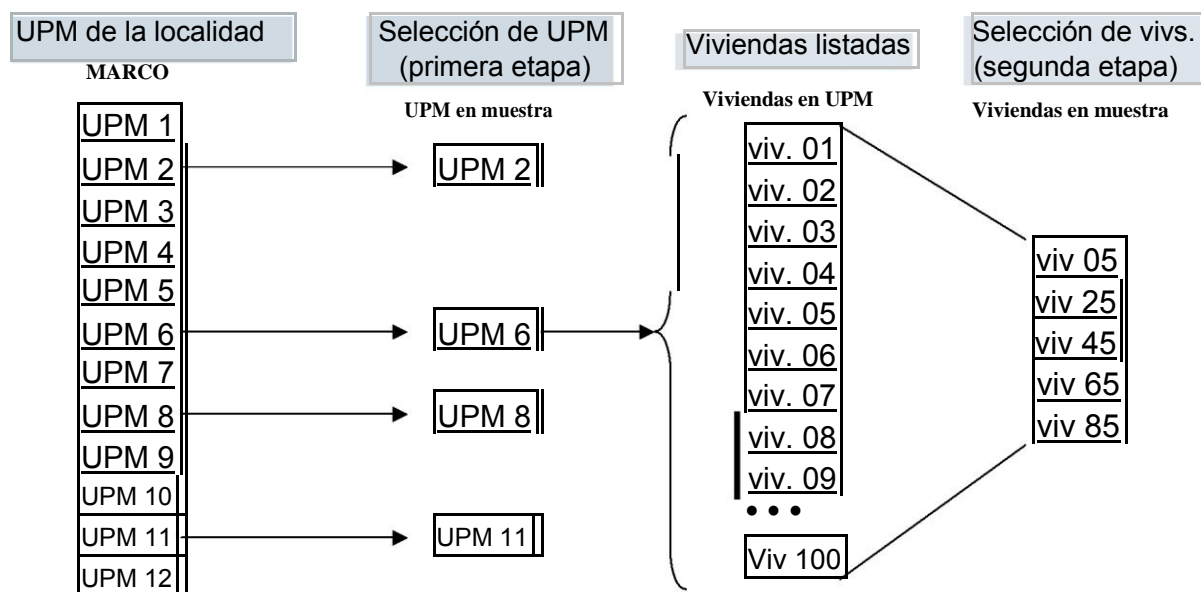 UPM de la localidad
MARCO
UPM 1
UPM 2
UPM 3
UPM 4
UPM 5
UPM 6
UPM 7
UPM 8
UPM 9
UPM 10
UPM 11
UPM 12
Selección de UPM
(primera etapa)
UPM en muestra
UPM 2
UPM 6
UPM 8
UPM 11
Viviendas listadas
Viviendas en UPM
viv. 01
viv. 02
viv. 03
viv. 04
viv. 05
viv. 06
viv. 07
viv. 08
viv. 09
• • •
Viv 100
Selección de vivs.
(segunda etapa)
Viviendas en muestra
viv 05
viv 25
viv 45
viv 65
viv 85